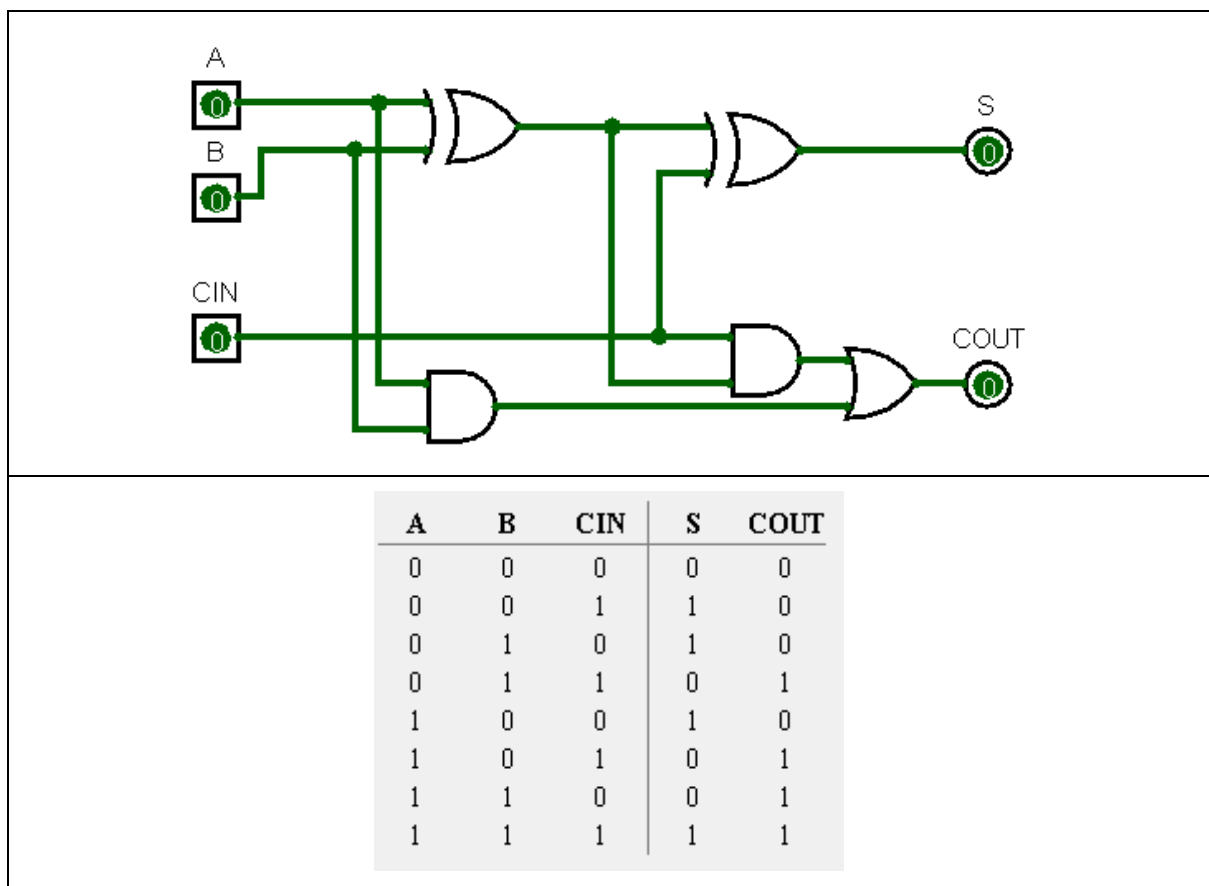 A
0
S
B
0
0
CIN
0
COUT
0
A B CIN S COUT
0 0 0 0 0
0 0 1 1 0
0 1 0 1 0
0 1 1 0 1
1 0 0 1 0
1 0 1 0 1
1 1 0 0 1
1 1 1 1 1